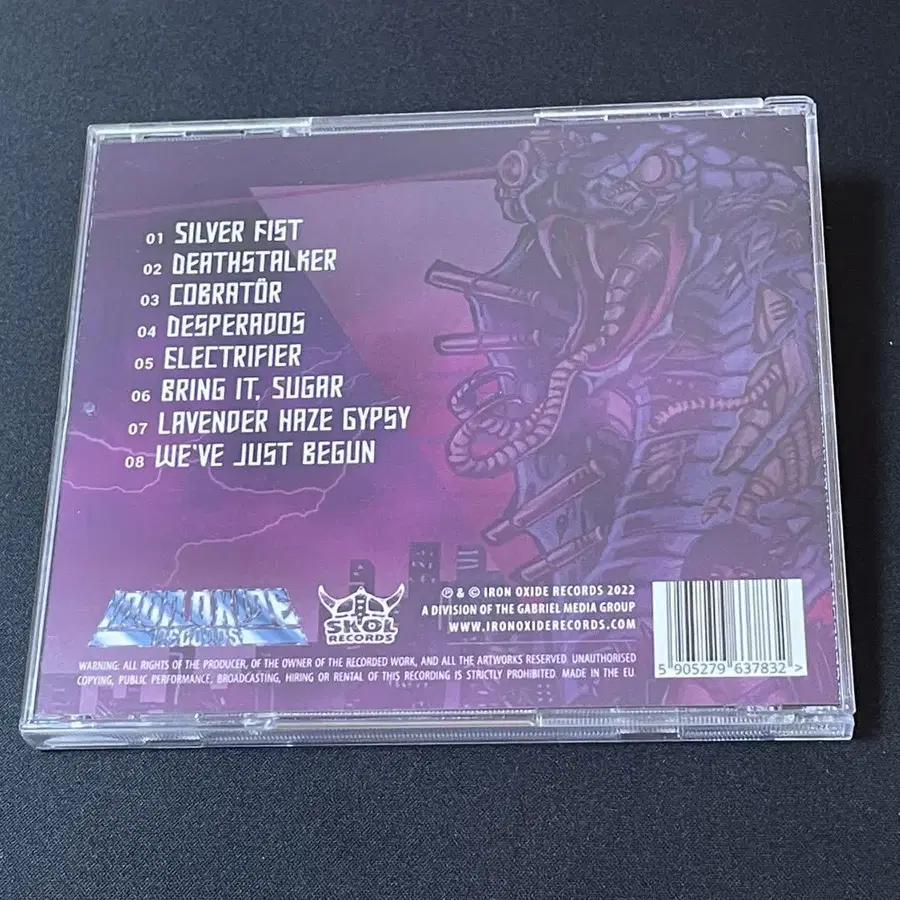 01 SILVER FIST
02 DEATHSTALKER
03 COBRATÖR
04 DESPERADOS
05 ELECTRIFIER
06 BRING IT, SUGAR
07 LAVENDER HAZE GYPSY
08 WE'VE JUST BEGUN
IRON OXIDE
RECORDS
SKOL
RECORDS
℗ & © IRON OXIDE RECORDS 2022
A DIVISION OF THE GABRIEL MEDIA GROUP
WWW.IRONOXIDERECORDS.COM
WARNING: ALL RIGHTS OF THE PRODUCER, OF THE OWNER OF THE RECORDED WORK, AND ALL THE ARTWORKS RESERVED. UNAUTHORISED
COPYING, PUBLIC PERFORMANCE, BROADCASTING, HIRING OR RENTAL OF THIS RECORDING IS STRICTLY PROHIBITED. MADE IN THE EU
5 905279 637832 >